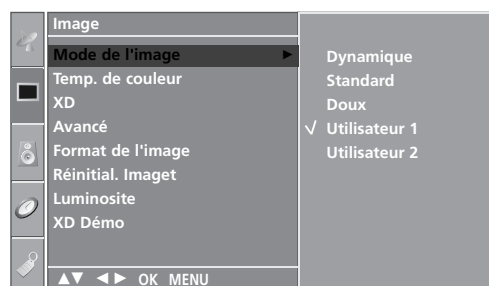 Image
Mode de l'image ►
Temp. de couleur
XD
Avancé
Format de l'image
Réinitial. Imaget
Luminosite
XD Démo
▲▼ ◄► OK MENU
Dynamique
Standard
Doux
√ Utilisateur 1
Utilisateur 2